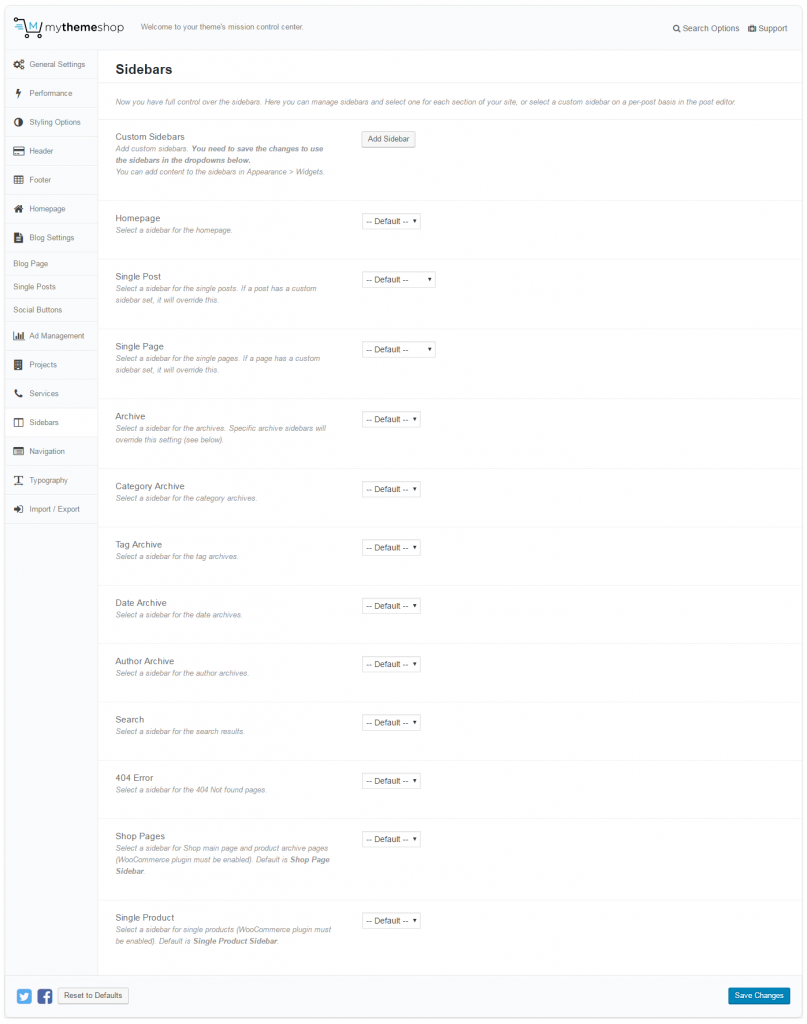 mythemeshop
Welcome to your theme's mission control center.
Search Options
Support
General Settings
Performance
Styling Options
Header
Footer
Homepage
Blog Settings
Blog Page
Single Posts
Social Buttons
Ad Management
Projects
Services
Sidebars
Navigation
Typography
Import / Export
Sidebars
Now you have full control over the sidebars. Here you can manage sidebars and select one for each section of your site, or select a custom sidebar on a per-post basis in the post editor.
Custom Sidebars
Add custom sidebars. You need to save the changes to use
the sidebars in the dropdowns below.
You can add content to the sidebars in Appearance > Widgets.
Add Sidebar
Homepage
Select a sidebar for the homepage.
-- Default --
Single Post
Select a sidebar for the single posts. If a post has a custom
sidebar set, it will override this.
-- Default --
Single Page
Select a sidebar for the single pages. If a page has a custom
sidebar set, it will override this.
-- Default --
Archive
Select a sidebar for the archives. Specific archive sidebars will
override this setting (see below).
-- Default --
Category Archive
Select a sidebar for the category archives.
-- Default --
Tag Archive
Select a sidebar for the tag archives.
-- Default --
Date Archive
Select a sidebar for the date archives.
-- Default --
Author Archive
Select a sidebar for the author archives.
-- Default --
Search
Select a sidebar for the search results.
-- Default --
404 Error
Select a sidebar for the 404 Not found pages.
-- Default --
Shop Pages
Select a sidebar for Shop main page and product archive pages
(WooCommerce plugin must be enabled). Default is Shop Page
Sidebar.
-- Default --
Single Product
Select a sidebar for single products (WooCommerce plugin must
be enabled). Default is Single Product Sidebar.
-- Default --
Reset to Defaults
Save Changes